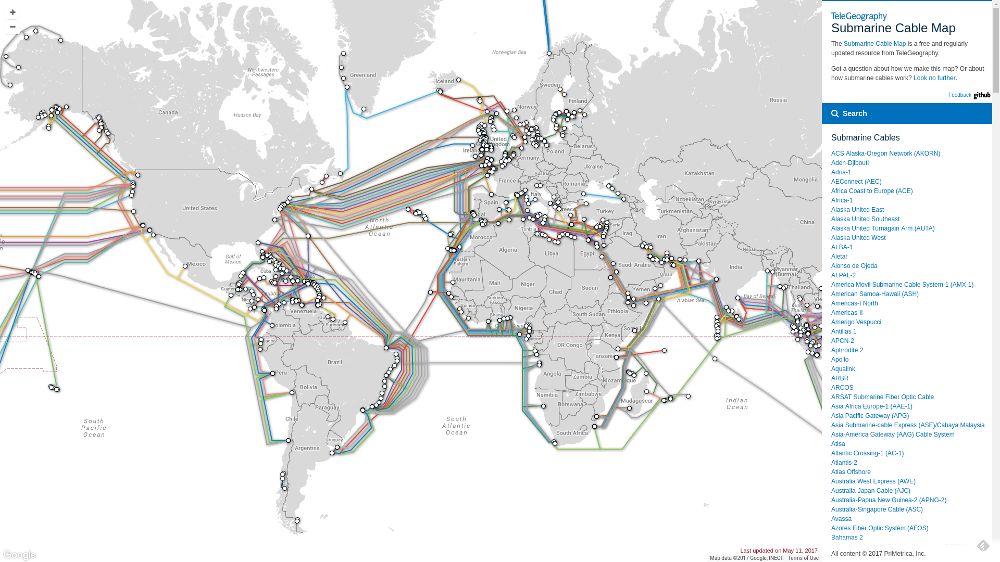 TeleGeography
Submarine Cable Map
The Submarine Cable Map is a free and regularly
updated resource from TeleGeography.
Got a question about how we make this map? Or about
how submarine cables work? Look no further.
Feedback github
Search
Submarine Cables
ACS Alaska-Oregon Network (AKORN)
Aden-Djibouti
Adria-1
AEConnect (AEC)
Africa Coast to Europe (ACE)
Africa-1
Alaska United East
Alaska United Southeast
Alaska United Turnagain Arm (AUTA)
Alaska United West
ALBA-1
Aletar
Alonso de Ojeda
ALPAL-2
America Movil Submarine Cable System-1 (AMX-1)
American Samoa-Hawaii (ASH)
Americas-I North
Americas-II
Amerigo Vespucci
Antillas 1
APCN-2
Aphrodite 2
Apollo
Aqualink
ARBR
ARCOS
ARSAT Submarine Fiber Optic Cable
Asia Africa Europe-1 (AAE-1)
Asia Pacific Gateway (APG)
Asia Submarine-cable Express (ASE)/Cahaya Malaysia
Asia-America Gateway (AAG) Cable System
Atisa
Atlantic Crossing-1 (AC-1)
Atlantis-2
Atlas Offshore
Australia West Express (AWE)
Australia-Japan Cable (AJC)
Australia-Papua New Guinea-2 (APNG-2)
Australia-Singapore Cable (ASC)
Avassa
Azores Fiber Optic System (AFOS)
Bahamas 2
All content © 2017 PriMetrica, Inc.
+
−
Norwegian Sea
Northwestern
Passages
Greenland
Iceland
Sweden
Finland
Norway
Russia
Canada
Hudson Bay
United
Kingdom
Ireland
Belarus
Poland
Germany
Ukraine
Austria
France
Romania
Kazakhstan
Mongolia
Italy
Spain
Portugal
Greece
Turkey
Uzbekistan
Kyrgyzstan
Turkmenistan
United States
North
Atlantic
Ocean
Tunisia
Syria
Iraq
Iran
Afghanistan
China
Morocco
Algeria
Libya
Egypt
Pakistan
Nepal
Western
Sahara
Saudi Arabia
Oman
India
Myanmar
(Burma)
Gulf of
Mexico
Mexico
Cuba
Mauritania
Mali
Niger
Chad
Sudan
Yemen
Thailand
Arabian Sea
Bay of Bengal
Gulf of
Thailand
Burkina
Faso
Guinea
Ghana
Nigeria
South Sudan
Ethiopia
Venezuela
Colombia
Suriname
Gabon
DR Congo
Kenya
Tanzania
Brazil
Peru
Bolivia
Paraguay
Chile
Uruguay
Argentina
Angola
Zambia
Mozambique
Namibia
Zimbabwe
Botswana
Madagascar
South Africa
South
Pacific
Ocean
South
Atlantic
Ocean
Indian
Ocean
Google
Last updated on May 11, 2017
Map data ©2017 Google, INEGI
Terms of Use